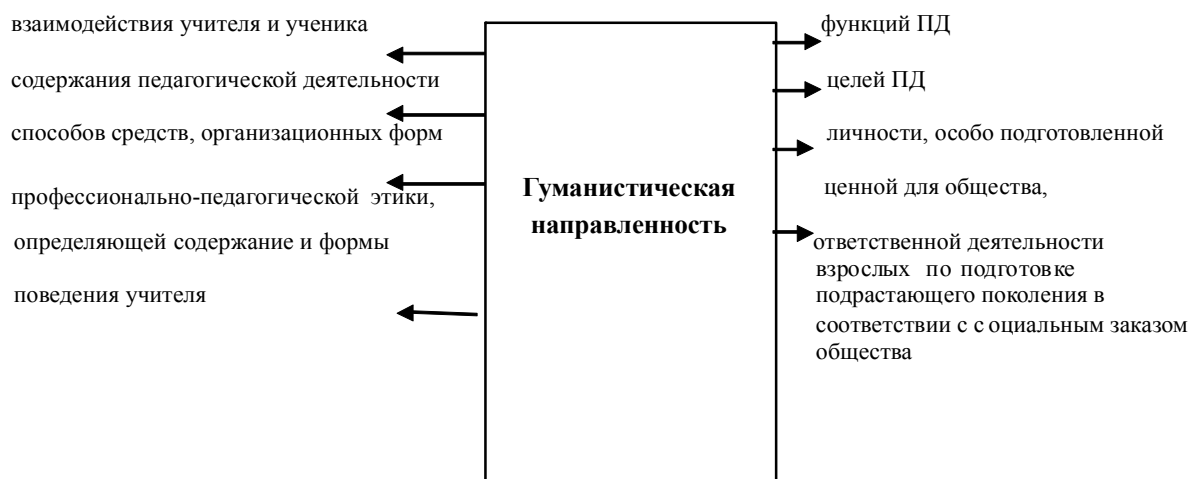 взаимодействия учителя и ученика
содержания педагогической деятельности
способов средств, организационных форм
профессионально-педагогической этики,
определяющей содержание и формы
поведения учителя
Гуманистическая
направленность
функций ПД
целей ПД
личности, особо подготовленной
ценной для общества,
ответственной деятельности
взрослых по подготовке
подрастающего поколения в
соответствии с с оциальным заказом
общества